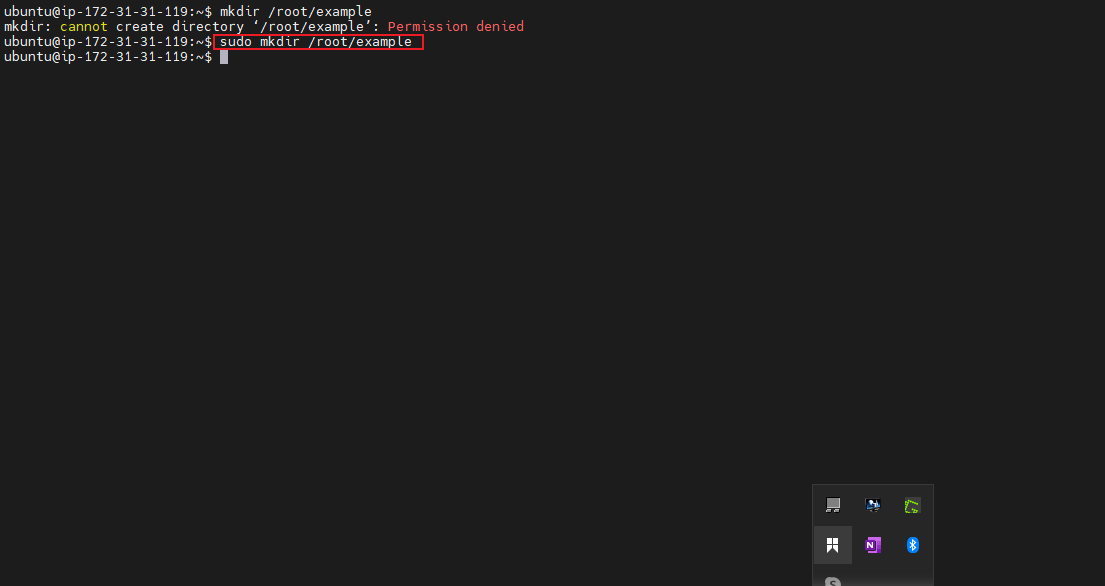 ubuntu@ip-172-31-31-119:~$ mkdir /root/example
mkdir: cannot create directory ‘/root/example’: Permission denied
ubuntu@ip-172-31-31-119:~$ sudo mkdir /root/example
ubuntu@ip-172-31-31-119:~$
N
S